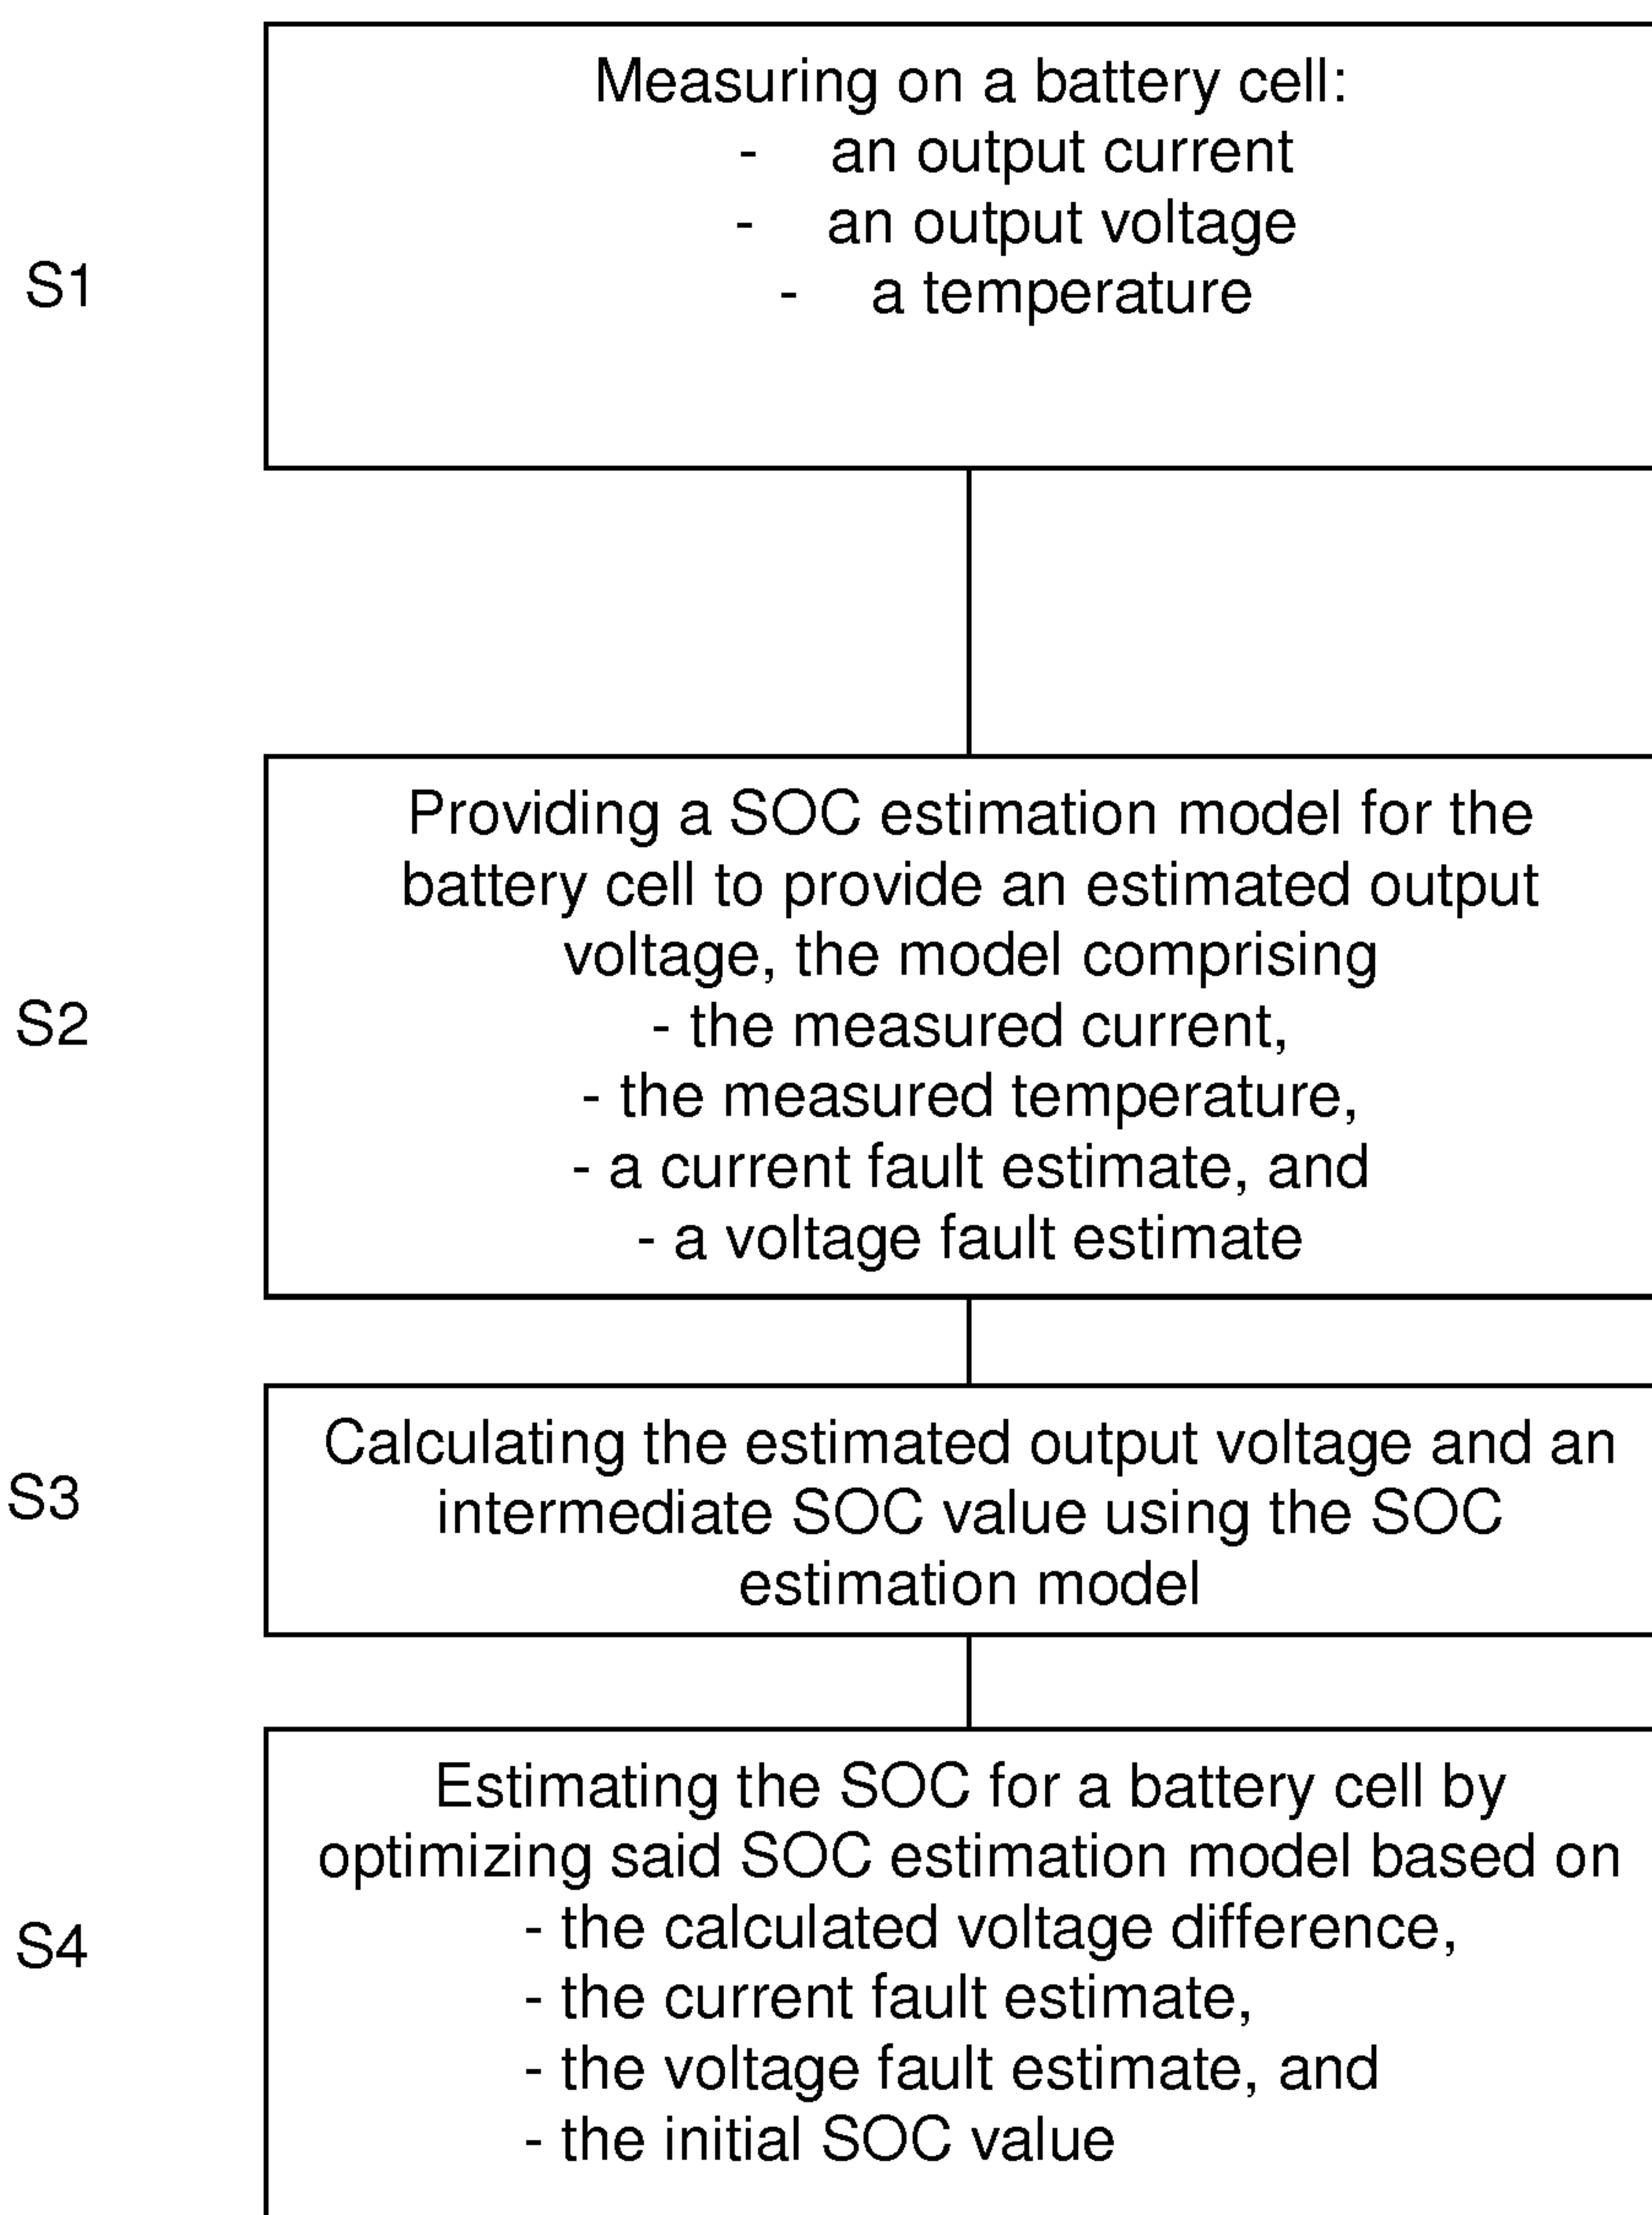 Measuring on a battery cell:
- an output current
- an output voltage
- a temperature
S1
Providing a SOC estimation model for the
battery cell to provide an estimated output
voltage, the model comprising
- the measured current,
- the measured temperature,
- a current fault estimate, and
- a voltage fault estimate
S2
Calculating the estimated output voltage and an
intermediate SOC value using the SOC
estimation model
S3
Estimating the SOC for a battery cell by
optimizing said SOC estimation model based on
- the calculated voltage difference,
- the current fault estimate,
- the voltage fault estimate, and
- the initial SOC value
S4